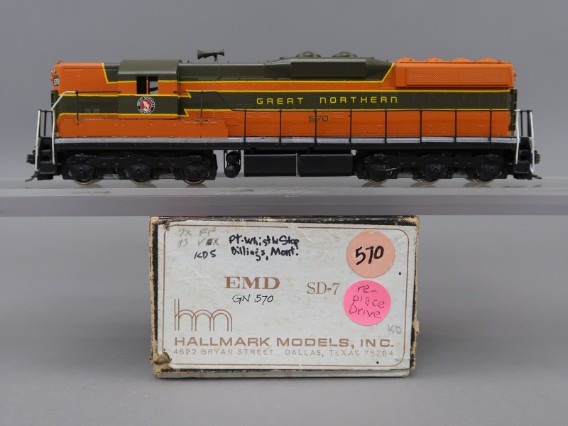 GREAT NORTHERN
570
Pt. Whistle Stop
Billings, Mont.
KDS
570
EMD SD-7
GN 570
re-
place
Drive
hm
HALLMARK MODELS, INC.
4822 BRYAN STREET, DALLAS, TEXAS 75204